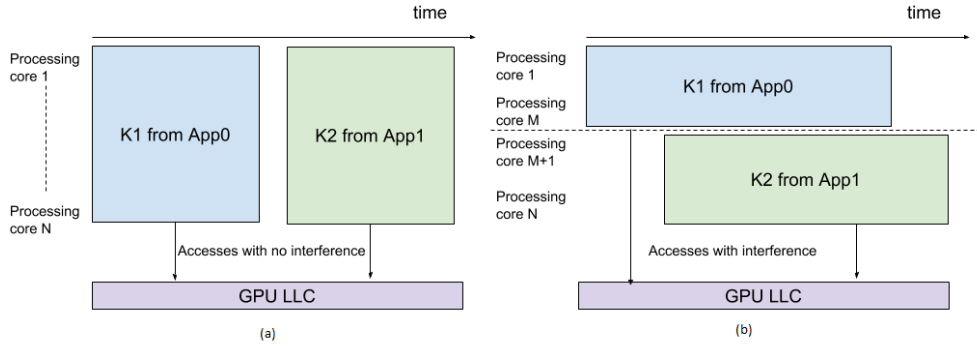 time
Processing
core 1
K1 from App0
K2 from App1
Processing
core N
Accesses with no interference
GPU LLC
(a)
time
Processing
core 1
K1 from App0
Processing
core M
Processing
core M+1
K2 from App1
Processing
core N
Accesses with interference
GPU LLC
(b)